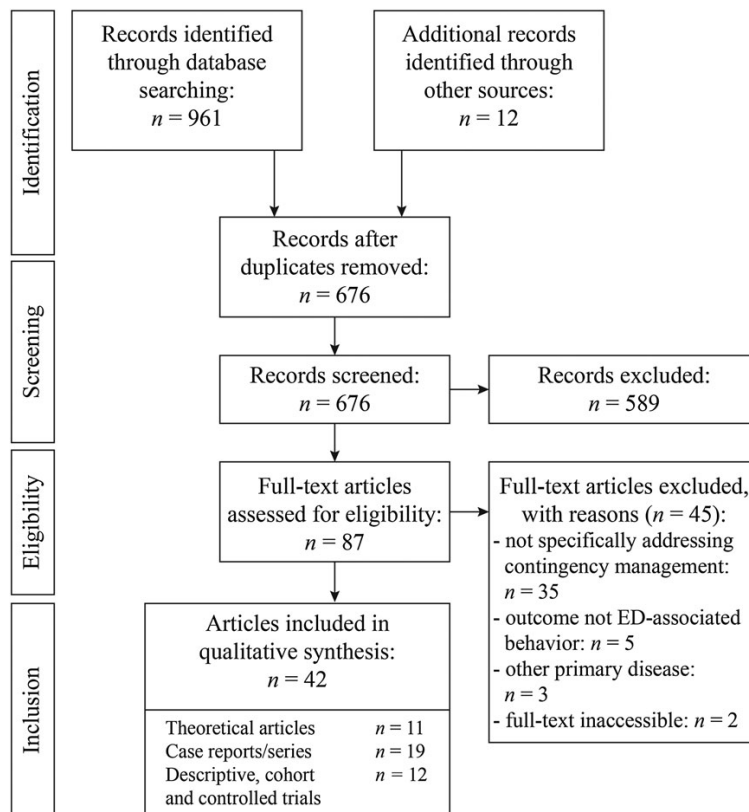 Identification
Records identified
through database
searching:
n = 961
Additional records
identified through
other sources:
n = 12
Records after
duplicates removed:
n = 676
Screening
Records screened:
n = 676
Records excluded:
n = 589
Eligibility
Full-text articles
assessed for eligibility:
n = 87
Full-text articles excluded,
with reasons (n = 45):
- not specifically addressing
contingency management:
n = 35
- outcome not ED-associated
behavior: n = 5
- other primary disease:
n = 3
- full-text inaccessible: n = 2
Inclusion
Articles included in
qualitative synthesis:
n = 42
Theoretical articles n = 11
Case reports/series n = 19
Descriptive, cohort n = 12
and controlled trials